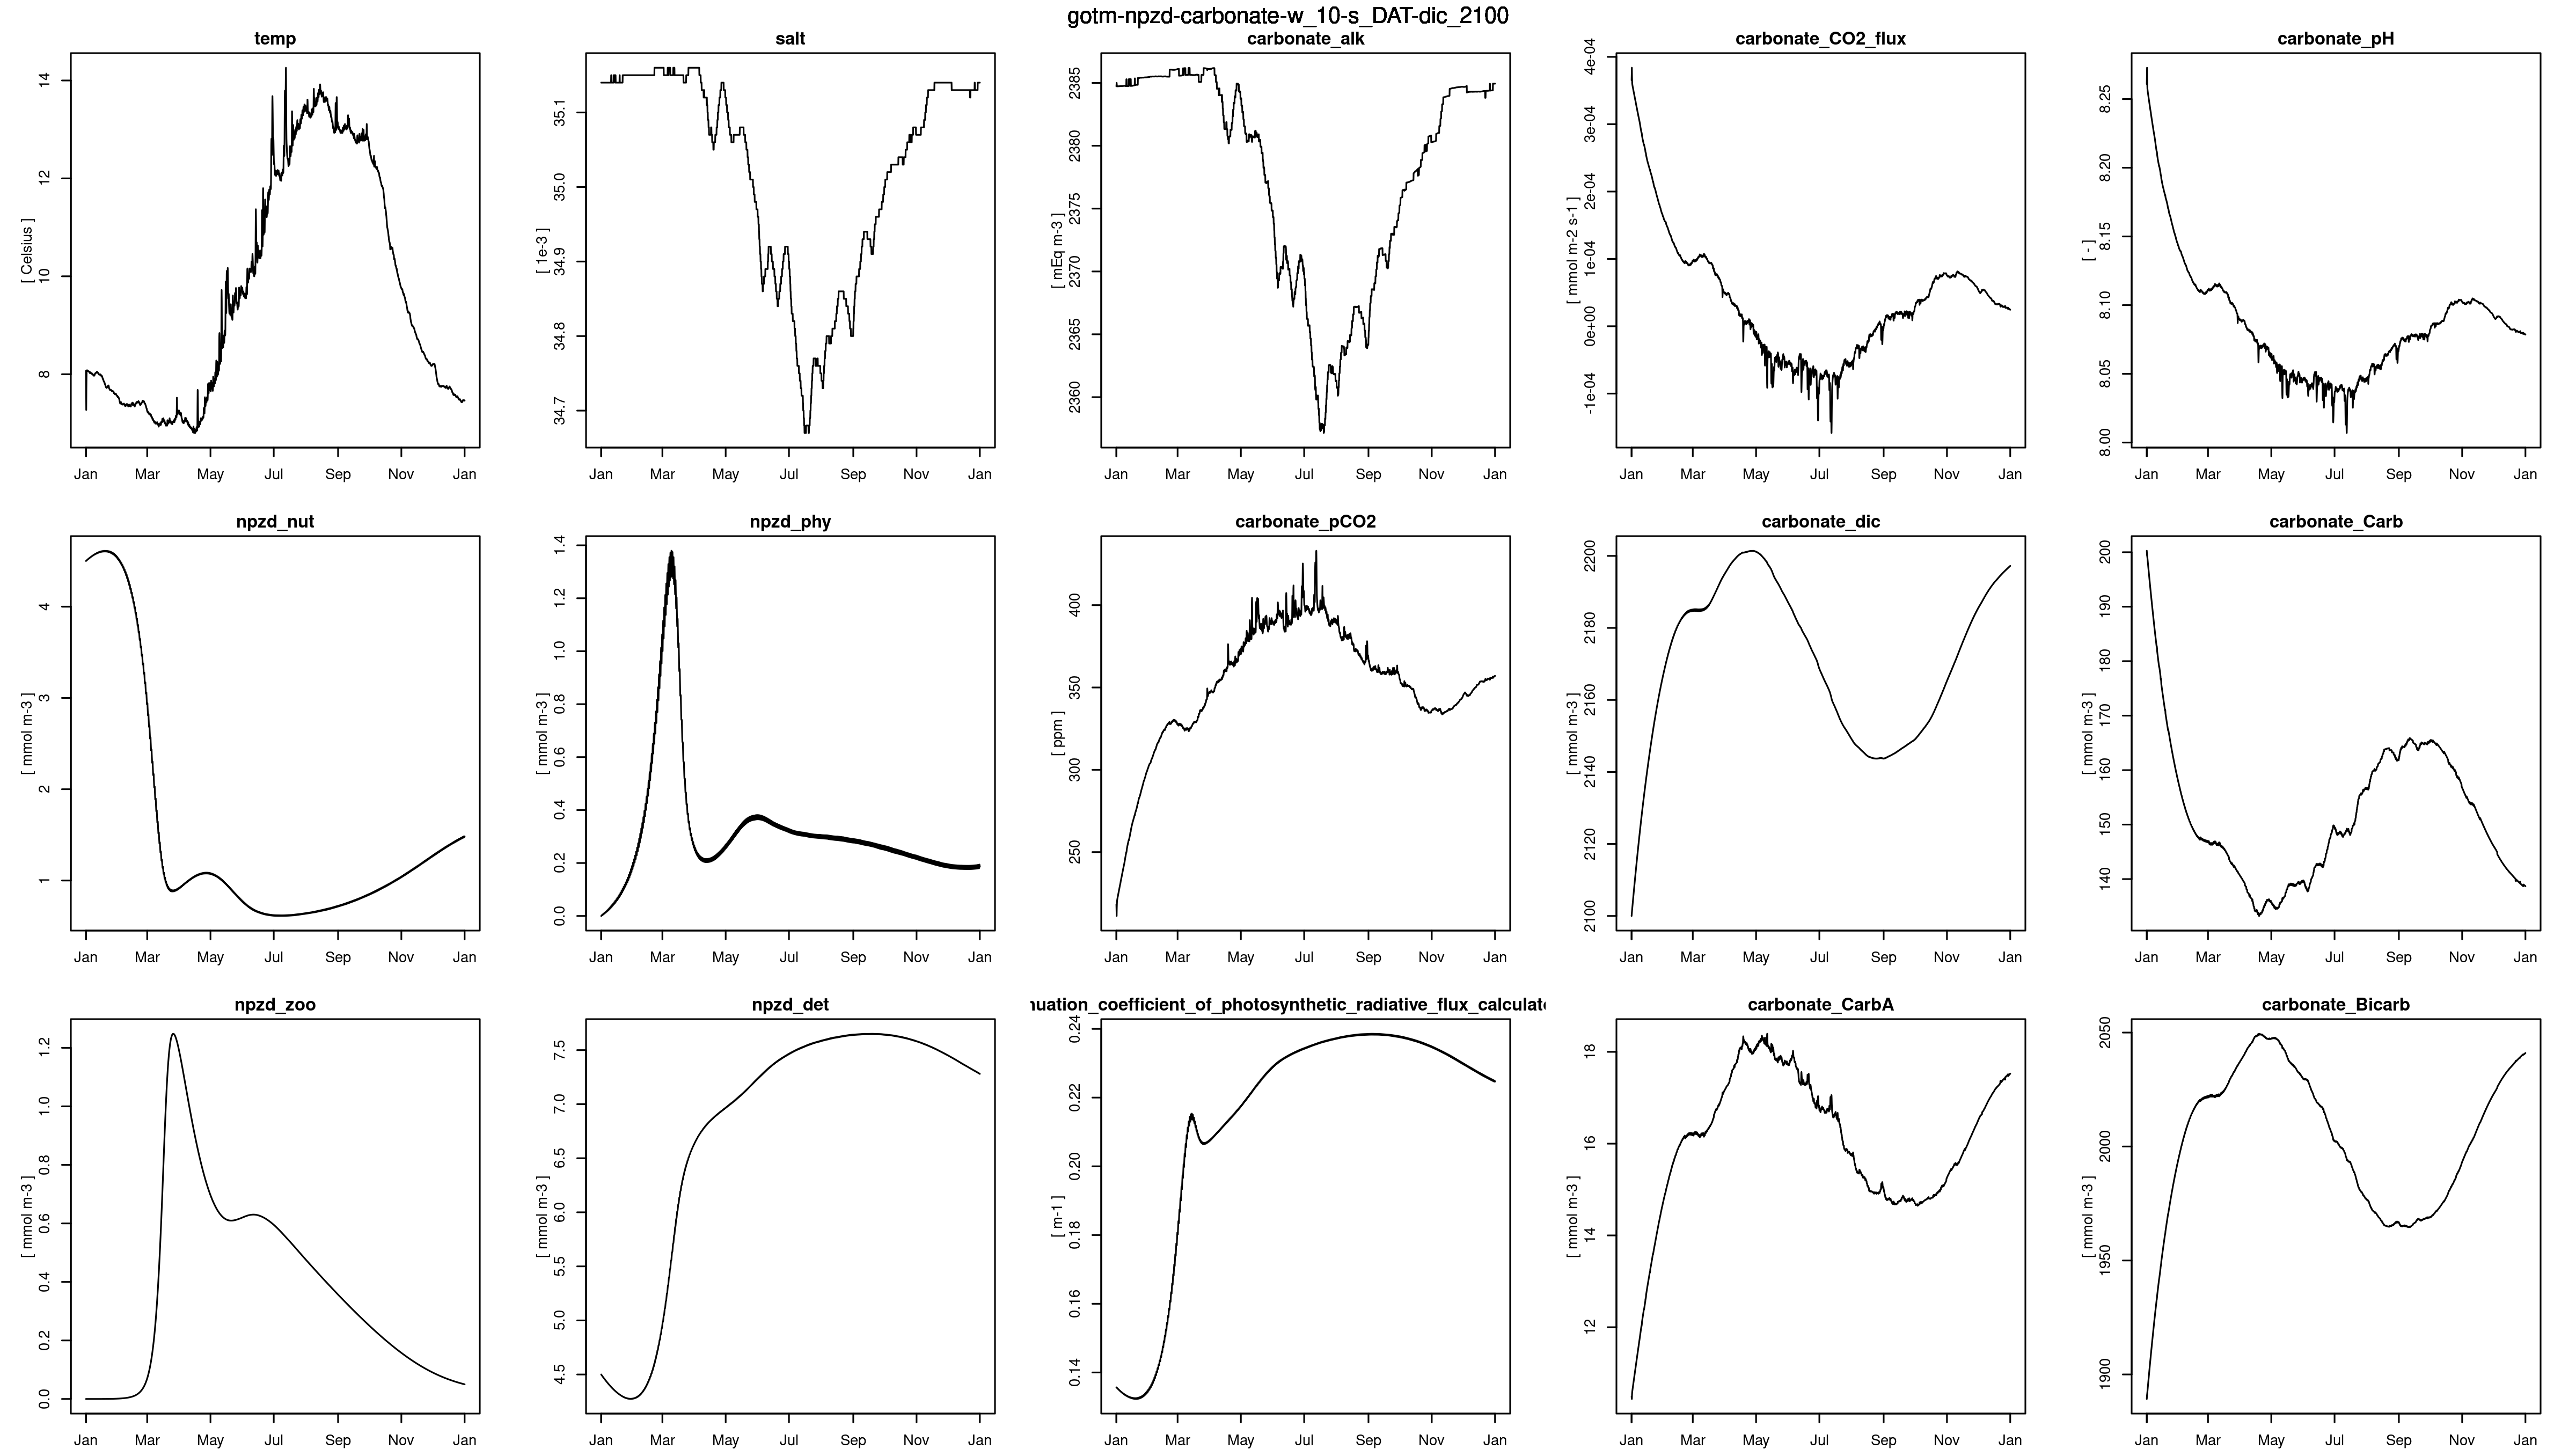 gotm-npzd-carbonate-w_10-s_DAT-dic_2100
temp
[ Celsius ]
8 10 12 14
Jan Mar May Jul Sep Nov Jan
salt
[ 1e-3 ]
34.7 34.8 34.9 35.0 35.1
Jan Mar May Jul Sep Nov Jan
carbonate_alk
[ mEq m-3 ]
2360 2365 2370 2375 2380 2385
Jan Mar May Jul Sep Nov Jan
carbonate_CO2_flux
[ mmol m-2 s-1 ]
-1e-04 0e+00 1e-04 2e-04 3e-04 4e-04
Jan Mar May Jul Sep Nov Jan
carbonate_pH
[ - ]
8.00 8.05 8.10 8.15 8.20 8.25
Jan Mar May Jul Sep Nov Jan
npzd_nut
[ mmol m-3 ]
1 2 3 4
Jan Mar May Jul Sep Nov Jan
npzd_phy
[ mmol m-3 ]
0.0 0.2 0.4 0.6 0.8 1.0 1.2 1.4
Jan Mar May Jul Sep Nov Jan
carbonate_pCO2
[ ppm ]
250 300 350 400
Jan Mar May Jul Sep Nov Jan
carbonate_dic
[ mmol m-3 ]
2100 2120 2140 2160 2180 2200
Jan Mar May Jul Sep Nov Jan
carbonate_Carb
[ mmol m-3 ]
140 150 160 170 180 190 200
Jan Mar May Jul Sep Nov Jan
npzd_zoo
[ mmol m-3 ]
0.0 0.2 0.4 0.6 0.8 1.0 1.2
Jan Mar May Jul Sep Nov Jan
npzd_det
[ mmol m-3 ]
4.5 5.0 5.5 6.0 6.5 7.0 7.5
Jan Mar May Jul Sep Nov Jan
nuation_coefficient_of_photosynthetic_radiative_flux_calculate
[ m-1 ]
0.14 0.16 0.18 0.20 0.22 0.24
Jan Mar May Jul Sep Nov Jan
carbonate_CarbA
[ mmol m-3 ]
12 14 16 18
Jan Mar May Jul Sep Nov Jan
carbonate_Bicarb
[ mmol m-3 ]
1900 1950 2000 2050
Jan Mar May Jul Sep Nov Jan